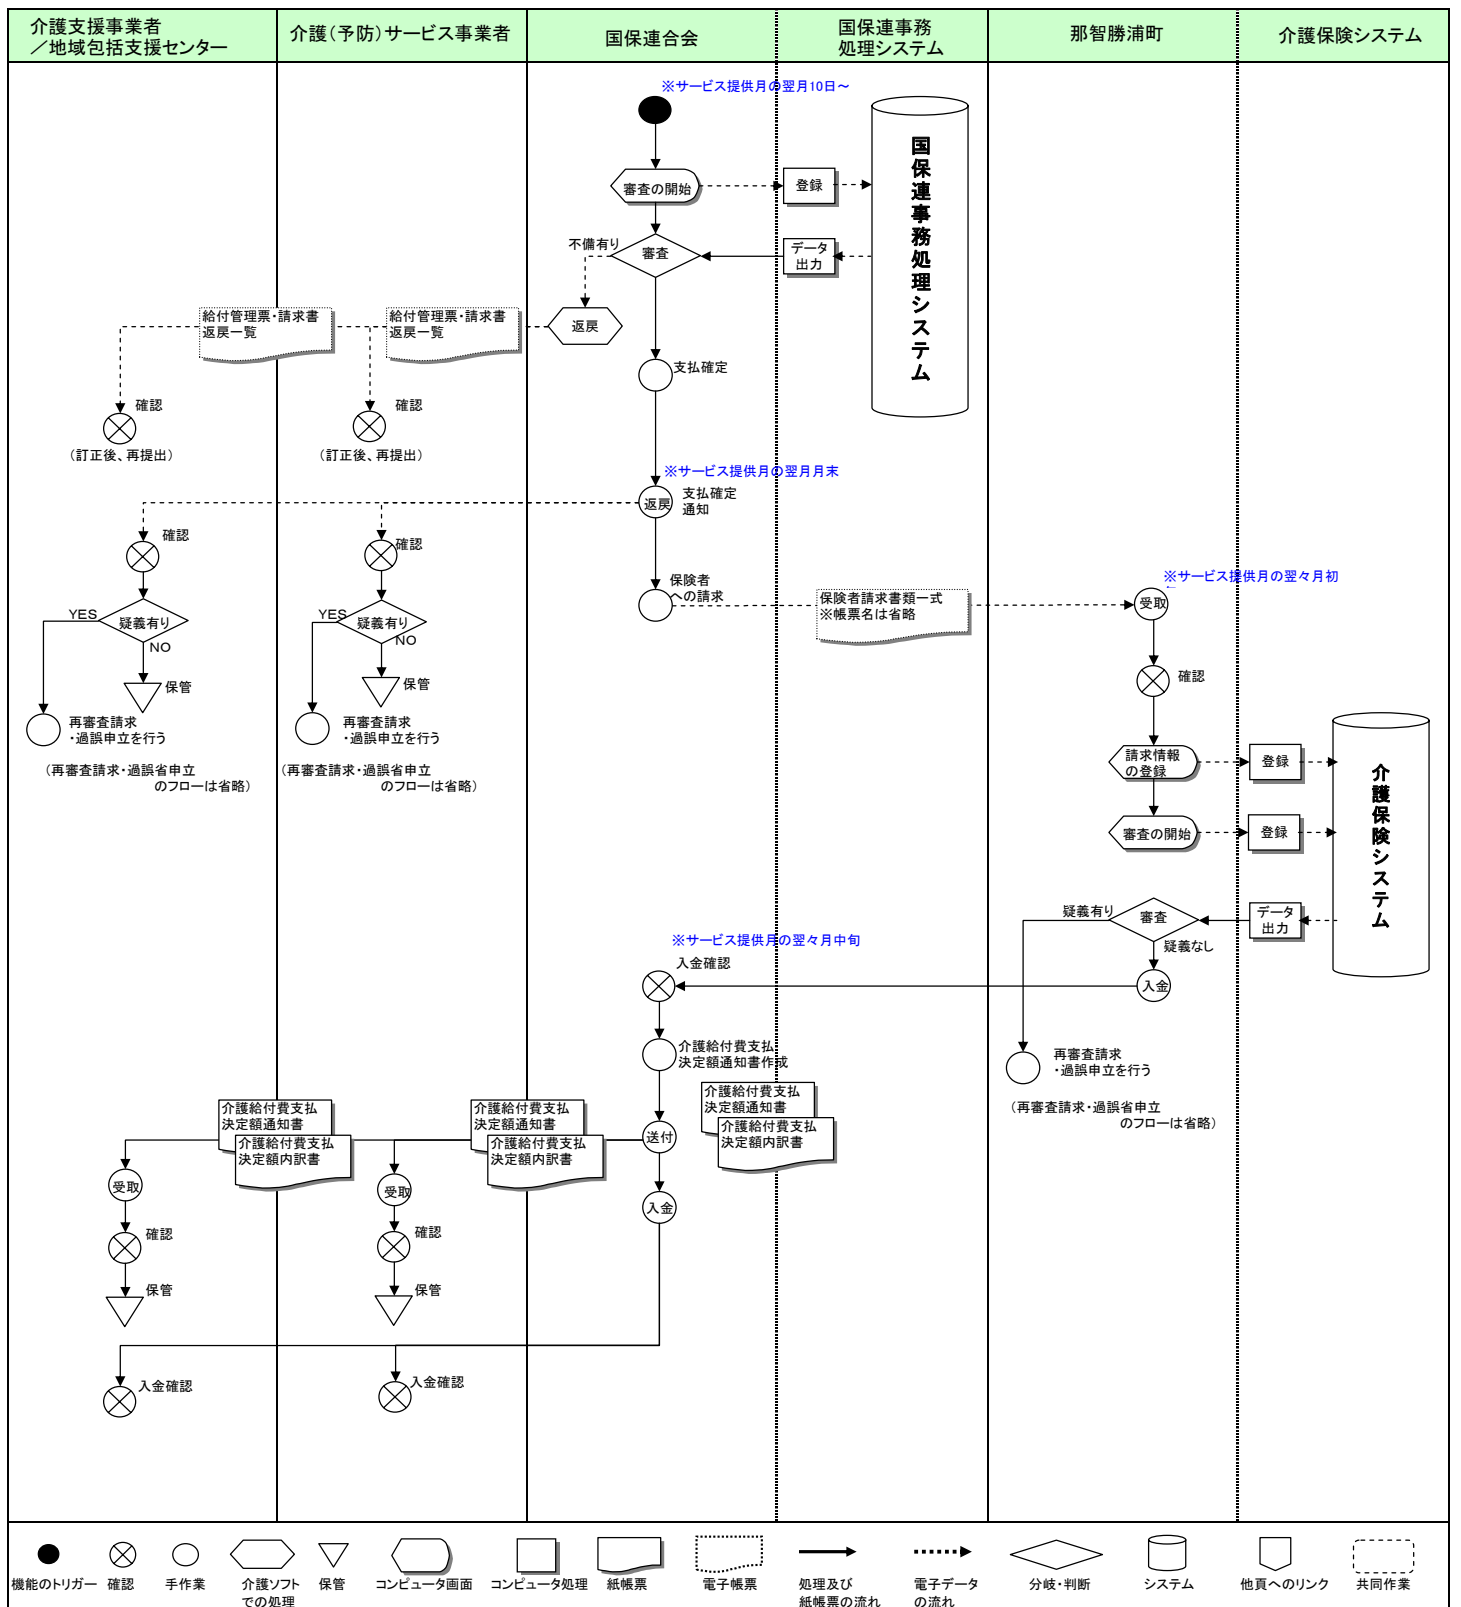 介護支援事業者
／地域包括支援センター
介護（予防）サービス事業者
国保連合会
国保連事務
処理システム
那智勝浦町
介護保険システム
※サービス提供月の翌月10日～
国保連事務処理システム
審査の開始
登録
不備有り
審査
データ
出力
給付管理票・請求書
返戻一覧
給付管理票・請求書
返戻一覧
返戻
支払確定
確認
（訂正後、再提出）
確認
（訂正後、再提出）
※サービス提供月の翌月月末
返戻
支払確定
通知
確認
確認
保険者
への請求
保険者請求書類一式
※帳票名は省略
※サービス提供月の翌々月初
受取
YES
疑義有り
NO
YES
疑義有り
NO
保管
保管
確認
再審査請求
・過誤申立を行う
再審査請求
・過誤申立を行う
（再審査請求・過誤省申立
のフローは省略）
（再審査請求・過誤省申立
のフローは省略）
請求情報
の登録
登録
介護保険システム
審査の開始
登録
疑義有り
審査
データ
出力
疑義なし
※サービス提供月の翌々月中旬
入金確認
入金
介護給付費支払
決定額通知書作成
再審査請求
・過誤申立を行う
（再審査請求・過誤省申立
のフローは省略）
介護給付費支払
決定額通知書
介護給付費支払
決定額内訳書
介護給付費支払
決定額通知書
介護給付費支払
決定額内訳書
送付
介護給付費支払
決定額通知書
介護給付費支払
決定額内訳書
受取
受取
入金
確認
確認
保管
保管
入金確認
入金確認
機能のトリガー
確認
手作業
介護ソフト
での処理
保管
コンピュータ画面
コンピュータ処理
紙帳票
電子帳票
処理及び
紙帳票の流れ
電子データ
の流れ
分岐・判断
システム
他頁へのリンク
共同作業